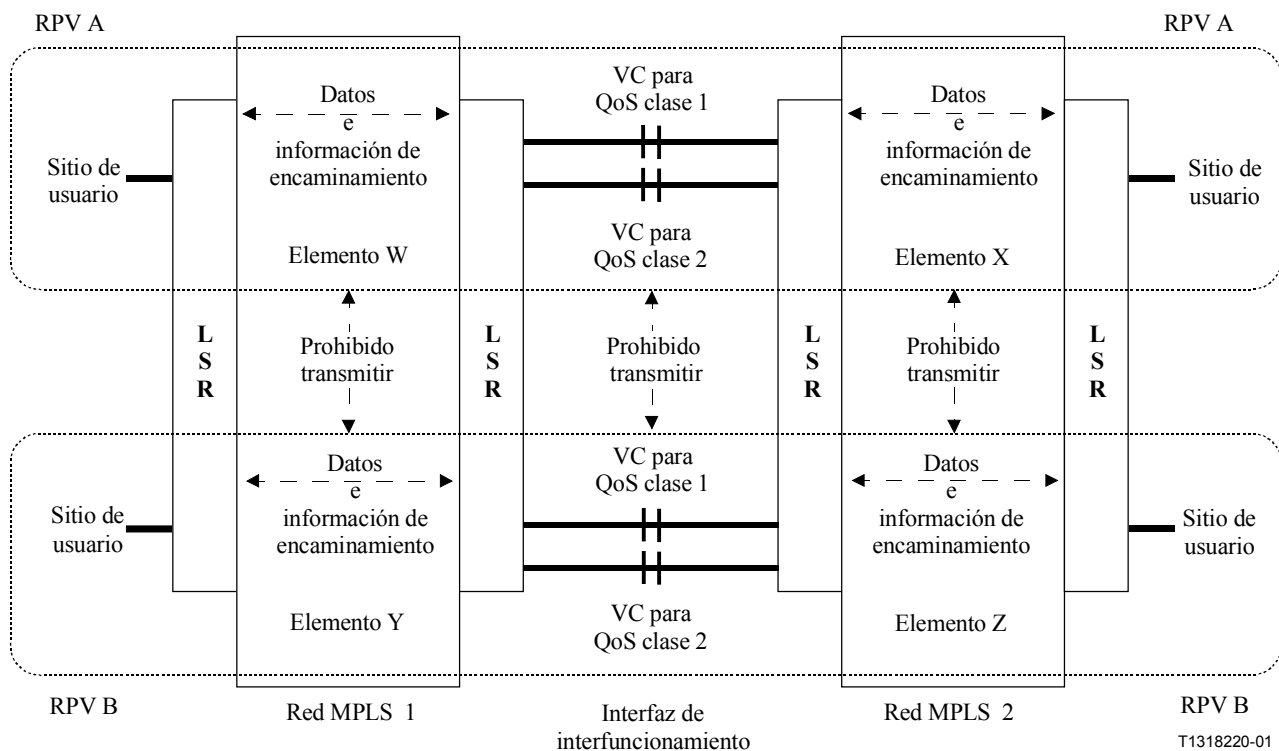 RPV A
RPV A
Datos
e
información de
encaminamiento
VC para
QoS clase 1
Datos
e
información de
encaminamiento
Sitio de
usuario
Sitio de
usuario
VC para
QoS clase 2
Elemento W
Elemento X
L
S
R
Prohibido
transmitir
L
S
R
Prohibido
transmitir
L
S
R
Prohibido
transmitir
L
S
R
Datos
e
información de
encaminamiento
VC para
QoS clase 1
Datos
e
información de
encaminamiento
Sitio de
usuario
Sitio de
usuario
VC para
QoS clase 2
Elemento Y
Elemento Z
RPV B
Red MPLS 1
Interfaz de
interfuncionamiento
Red MPLS 2
RPV B
T1318220-01